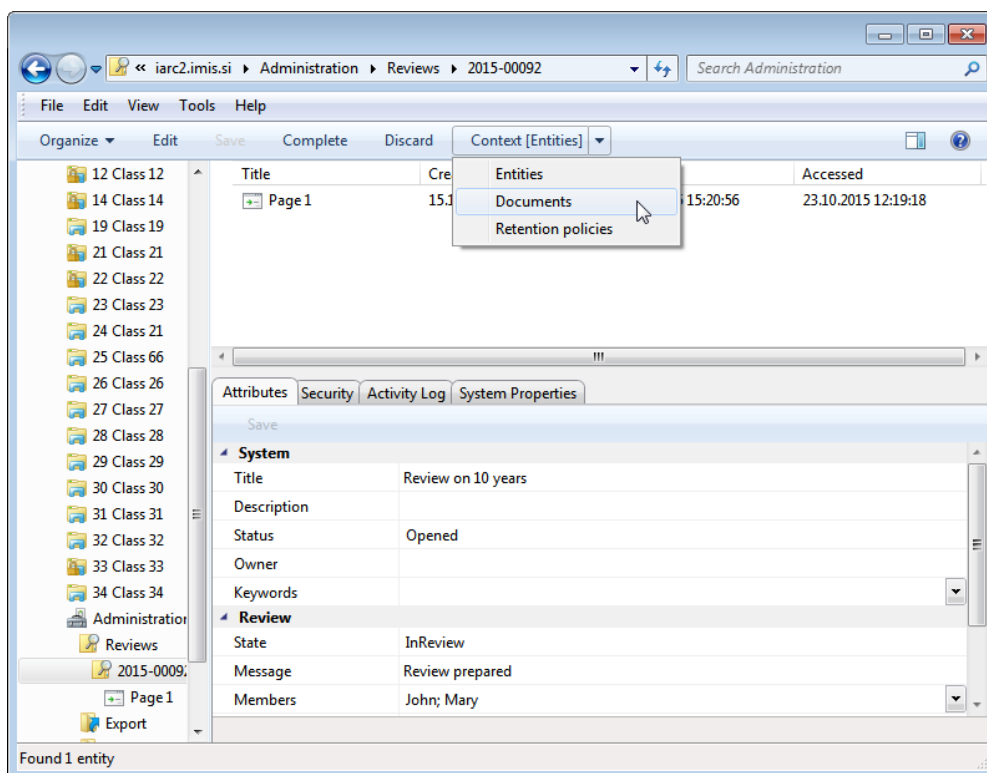 « iarc2.imis.si Administration Reviews 2015-00092 Search Administration
File Edit View Tools Help
Organize Edit Save Complete Discard Context [Entities]
Entities
Documents
Retention policies
Title Cre Accessed
Page 1 15.1 15:20:56 23.10.2015 12:19:18
12 Class 12
14 Class 14
19 Class 19
21 Class 21
22 Class 22
23 Class 23
24 Class 21
25 Class 66
26 Class 26
27 Class 27
28 Class 28
29 Class 29
30 Class 30
31 Class 31
32 Class 32
33 Class 33
34 Class 34
Administration
Reviews
2015-00092
Page 1
Export
Attributes Security Activity Log System Properties
Save
System
Title Review on 10 years
Description
Status Opened
Owner
Keywords
Review
State InReview
Message Review prepared
Members John; Mary
Found 1 entity